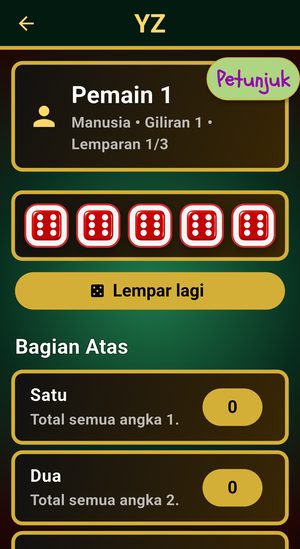 YZ
Petunjuk
Pemain 1
Manusia • Giliran 1 •
Lemparan 1/3
Lempar lagi
Bagian Atas
Satu
Total semua angka 1.
0
Dua
Total semua angka 2.
0